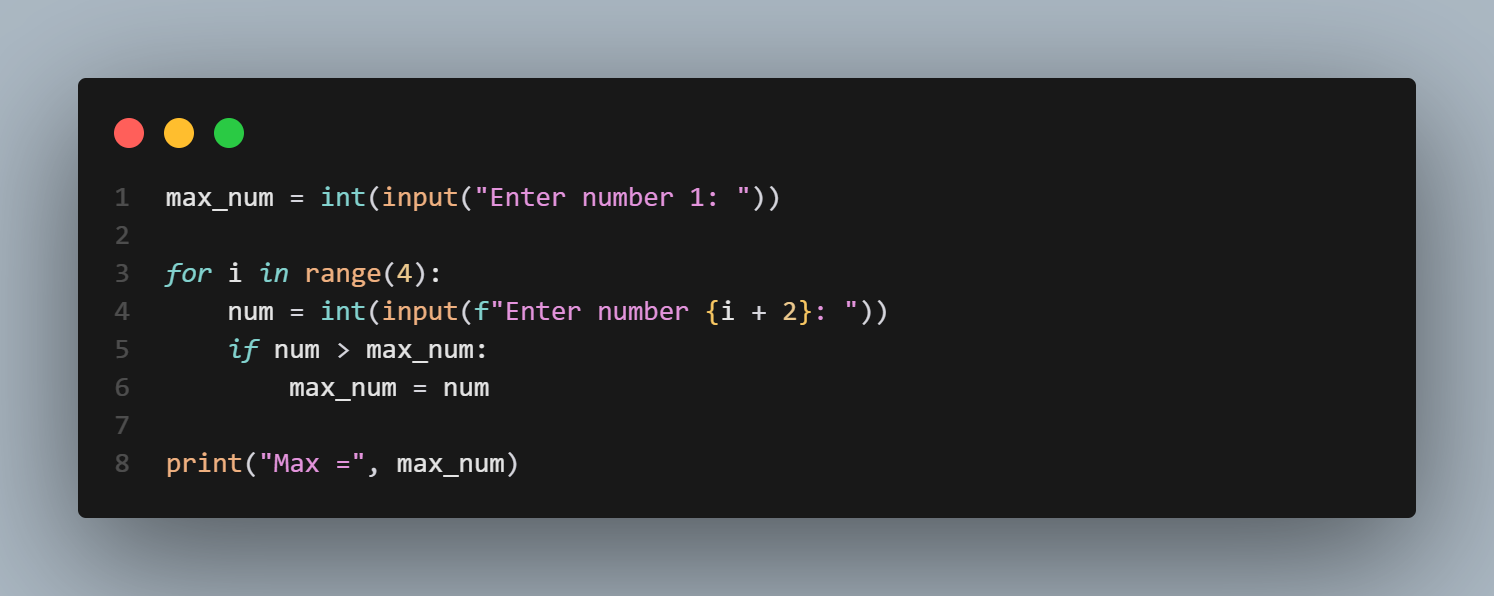 1 max_num = int(input("Enter number 1: "))
2
3 for i in range(4):
4     num = int(input(f"Enter number {i + 2}: "))
5     if num > max_num:
6         max_num = num
7
8 print("Max =", max_num)